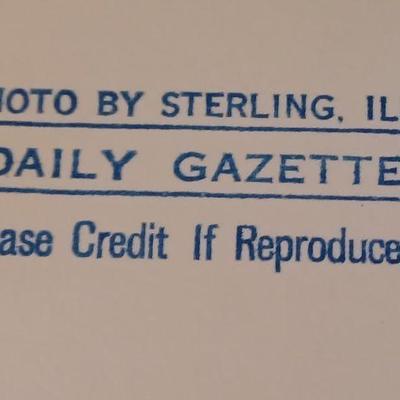 HOTO BY STERLING, IL
DAILY GAZETTE
ase Credit If Reproduce